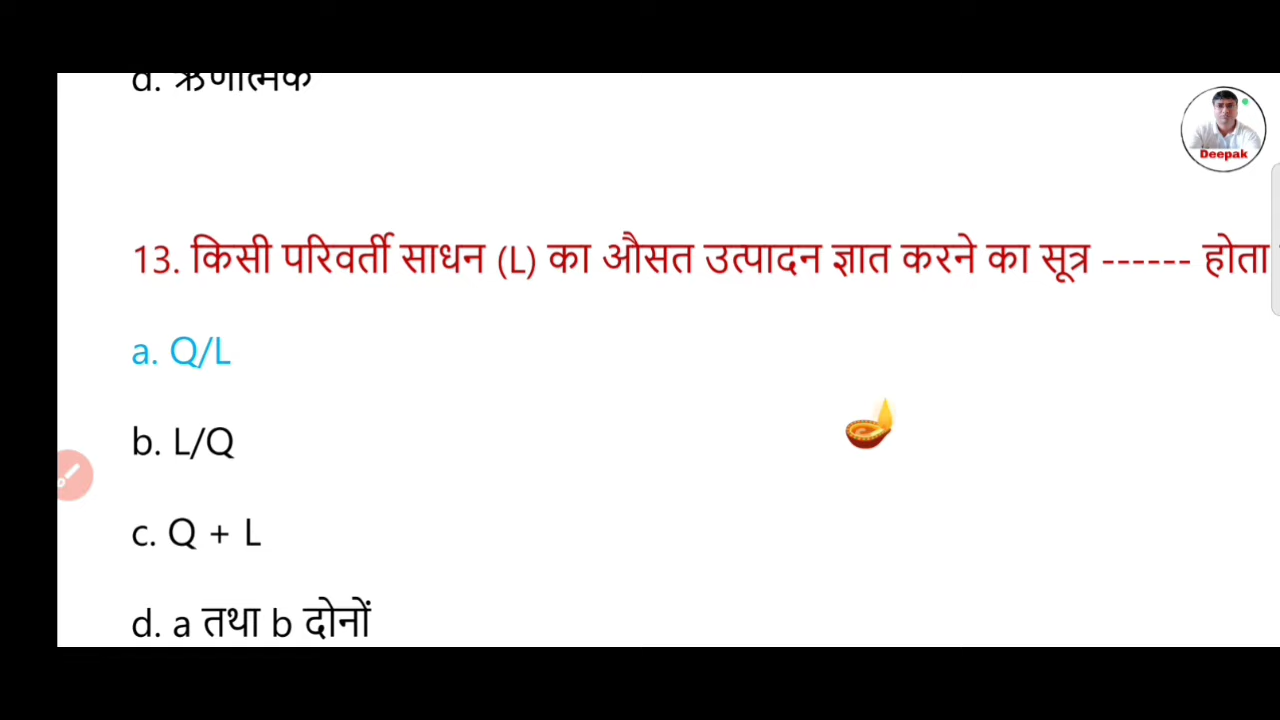 d. ऋणात्मक
Deepak
13. किसी परिवर्ती साधन (L) का औसत उत्पादन ज्ञात करने का सूत्र ------ होता
a. Q/L
b. L/Q
c. Q + L
d. a तथा b दोनों